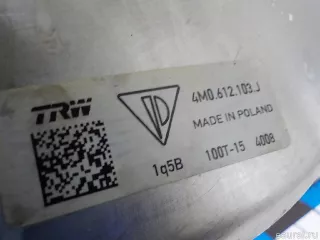 TRW
4M0.612.103.J
MADE IN POLAND
1q5B 100T-15 4008